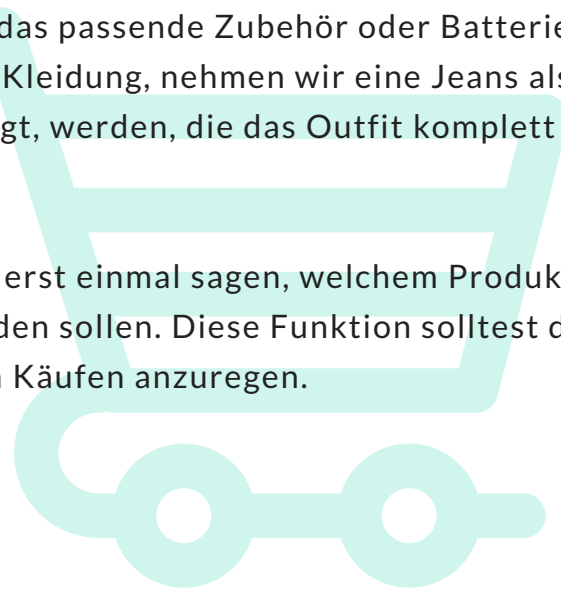 das passende Zubehör oder Batterie
Kleidung, nehmen wir eine Jeans als
gt, werden, die das Outfit komplett
erst einmal sagen, welchem Produk
den sollen. Diese Funktion solltest d
Käufen anzuregen.